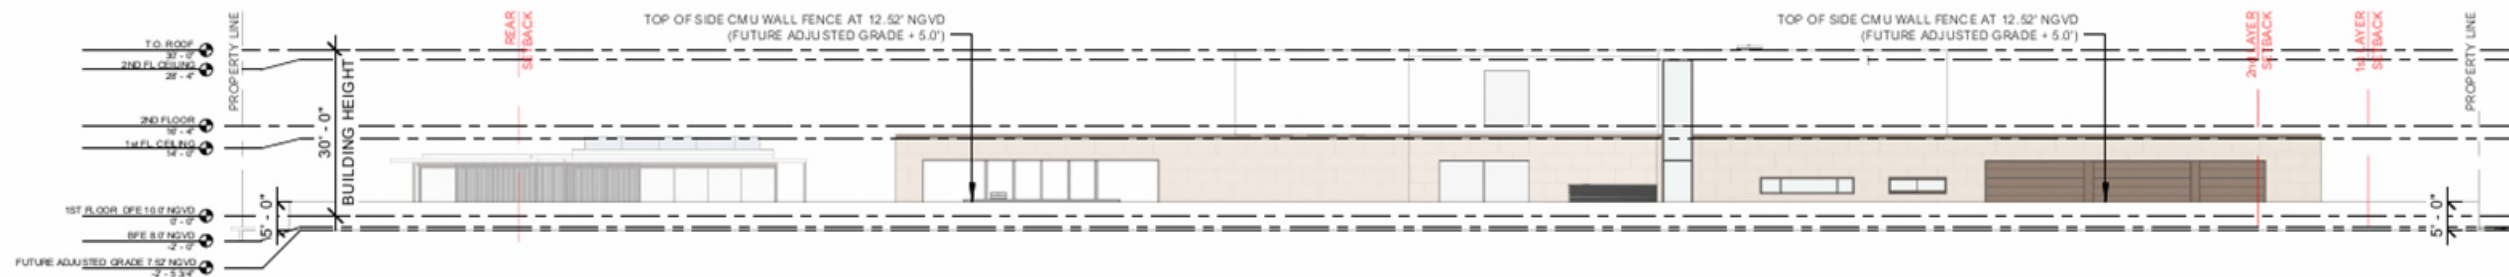 TOP OF SIDE CMU WALL FENCE AT 12.52' NGVD
(FUTURE ADJUSTED GRADE + 5.0')
TOP OF SIDE CMU WALL FENCE AT 12.52' NGVD
(FUTURE ADJUSTED GRADE + 5.0')
PROPERTY LINE
REAR
SETBACK
2nd LAYER
SETBACK
1st LAYER
SETBACK
PROPERTY LINE
T.O. ROOF
30' - 0"
2ND FL CEILING
28' - 4"
2ND FLOOR
16' - 4"
1st FL CEILING
14' - 0"
30' - 0"
BUILDING HEIGHT
1ST FLOOR DFE 10.0' NGVD
0' - 0"
BFE 8.0' NGVD
-2' - 0"
FUTURE ADJUSTED GRADE 7.52' NGVD
-2' - 5 3/4"
5' - 0"
5' - 0"